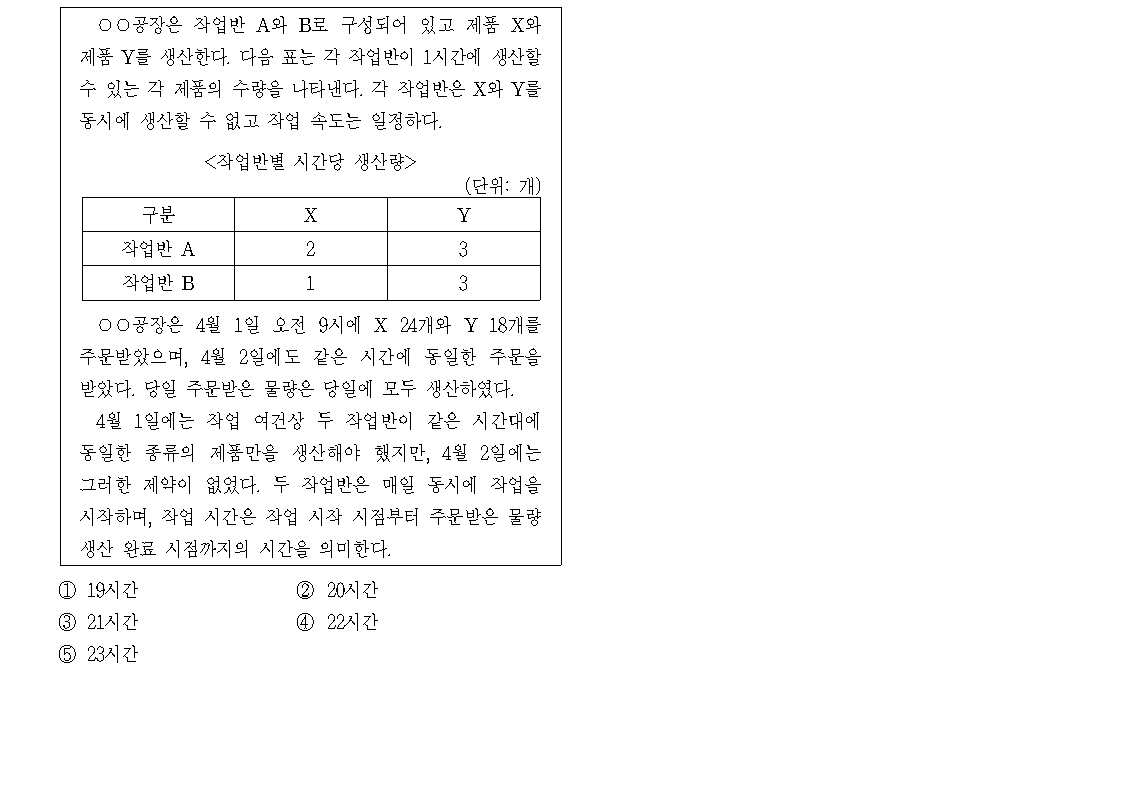 ○○공장은 작업반 A와 B로 구성되어 있고 제품 X와
제품 Y를 생산한다. 다음 표는 각 작업반이 1시간에 생산할
수 있는 각 제품의 수량을 나타낸다. 각 작업반은 X와 Y를
동시에 생산할 수 없고 작업 속도는 일정하다.
<작업반별 시간당 생산량>
(단위: 개)
구분 X Y
작업반 A 2 3
작업반 B 1 3
○○공장은 4월 1일 오전 9시에 X 24개와 Y 18개를
주문받았으며, 4월 2일에도 같은 시간에 동일한 주문을
받았다. 당일 주문받은 물량은 당일에 모두 생산하였다.
4월 1일에는 작업 여건상 두 작업반이 같은 시간대에
동일한 종류의 제품만을 생산해야 했지만, 4월 2일에는
그러한 제약이 없었다. 두 작업반은 매일 동시에 작업을
시작하며, 작업 시간은 작업 시작 시점부터 주문받은 물량
생산 완료 시점까지의 시간을 의미한다.
① 19시간 ② 20시간
③ 21시간 ④ 22시간
⑤ 23시간